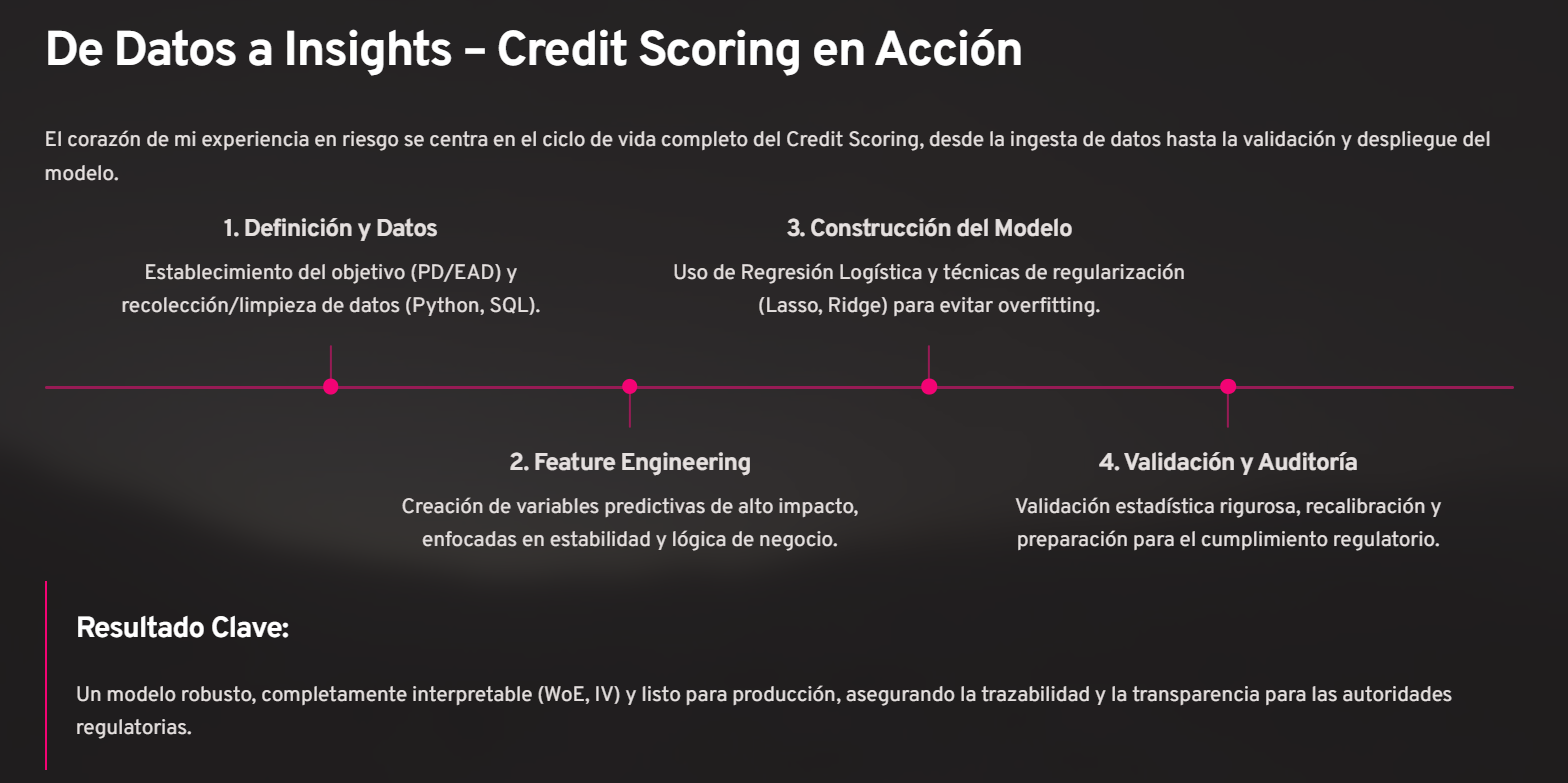 De Datos a Insights – Credit Scoring en Acción
El corazón de mi experiencia en riesgo se centra en el ciclo de vida completo del Credit Scoring, desde la ingesta de datos hasta la validación y despliegue del
modelo.
1. Definición y Datos
Establecimiento del objetivo (PD/EAD) y
recolección/limpieza de datos (Python, SQL).
2. Feature Engineering
Creación de variables predictivas de alto impacto,
enfocadas en estabilidad y lógica de negocio.
3. Construcción del Modelo
Uso de Regresión Logística y técnicas de regularización
(Lasso, Ridge) para evitar overfitting.
4. Validación y Auditoría
Validación estadística rigurosa, recalibración y
preparación para el cumplimiento regulatorio.
Resultado Clave:
Un modelo robusto, completamente interpretable (WoE, IV) y listo para producción, asegurando la trazabilidad y la transparencia para las autoridades
regulatorias.